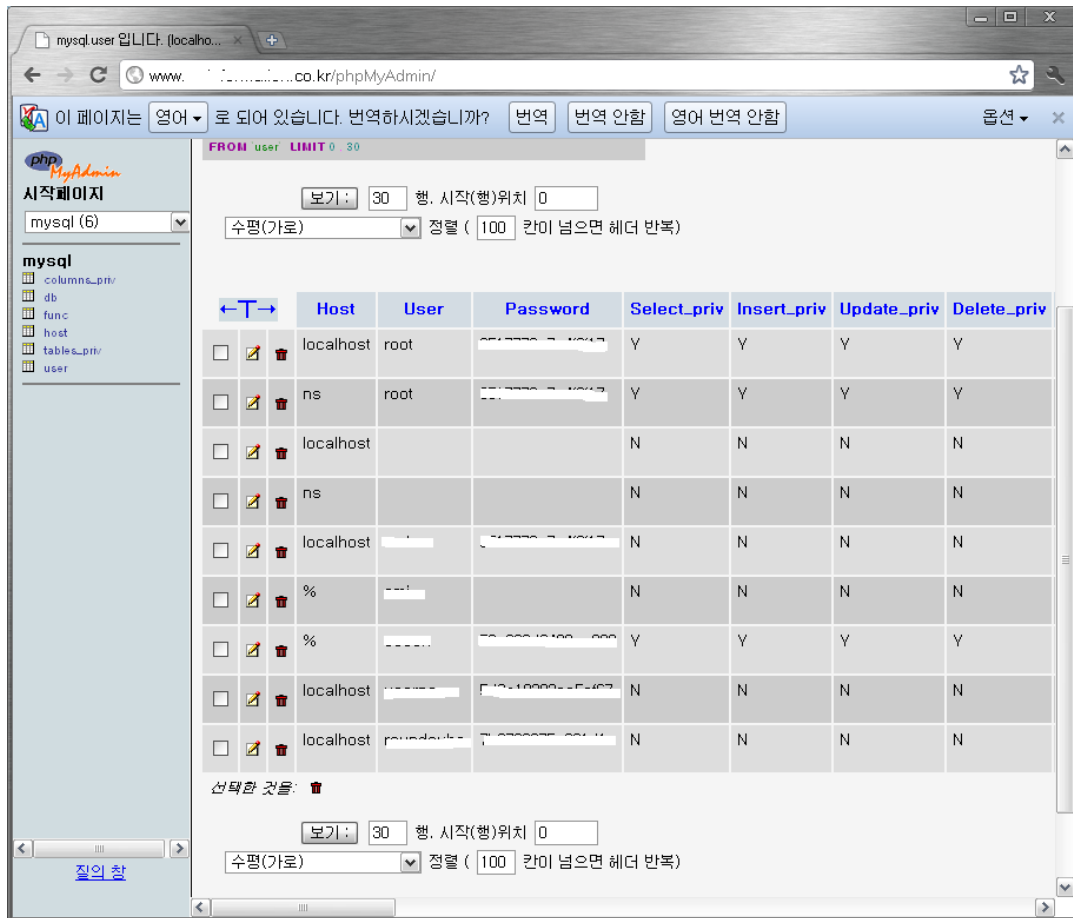 mysql.user 입니다. (localho...
www. .co.kr/phpMyAdmin/
이 페이지는 영어 로 되어 있습니다. 번역하시겠습니까? 번역 번역 안함 영어 번역 안함 옵션
php
MyAdmin
시작페이지
mysql (6)
mysql
columns_priv
db
func
host
tables_priv
user
질의 창
FROM `user` LIMIT 0 , 30
보기 : 30 행. 시작(행)위치 0
수평(가로) 정렬 ( 100 칸이 넘으면 헤더 반복)
←T→ Host User Password Select_priv Insert_priv Update_priv Delete_priv
localhost root Y Y Y Y
ns root Y Y Y Y
localhost N N N N
ns N N N N
localhost N N N N
% N N N N
% Y Y Y Y
localhost N N N N
localhost N N N N
선택한 것을:
보기 : 30 행. 시작(행)위치 0
수평(가로) 정렬 ( 100 칸이 넘으면 헤더 반복)